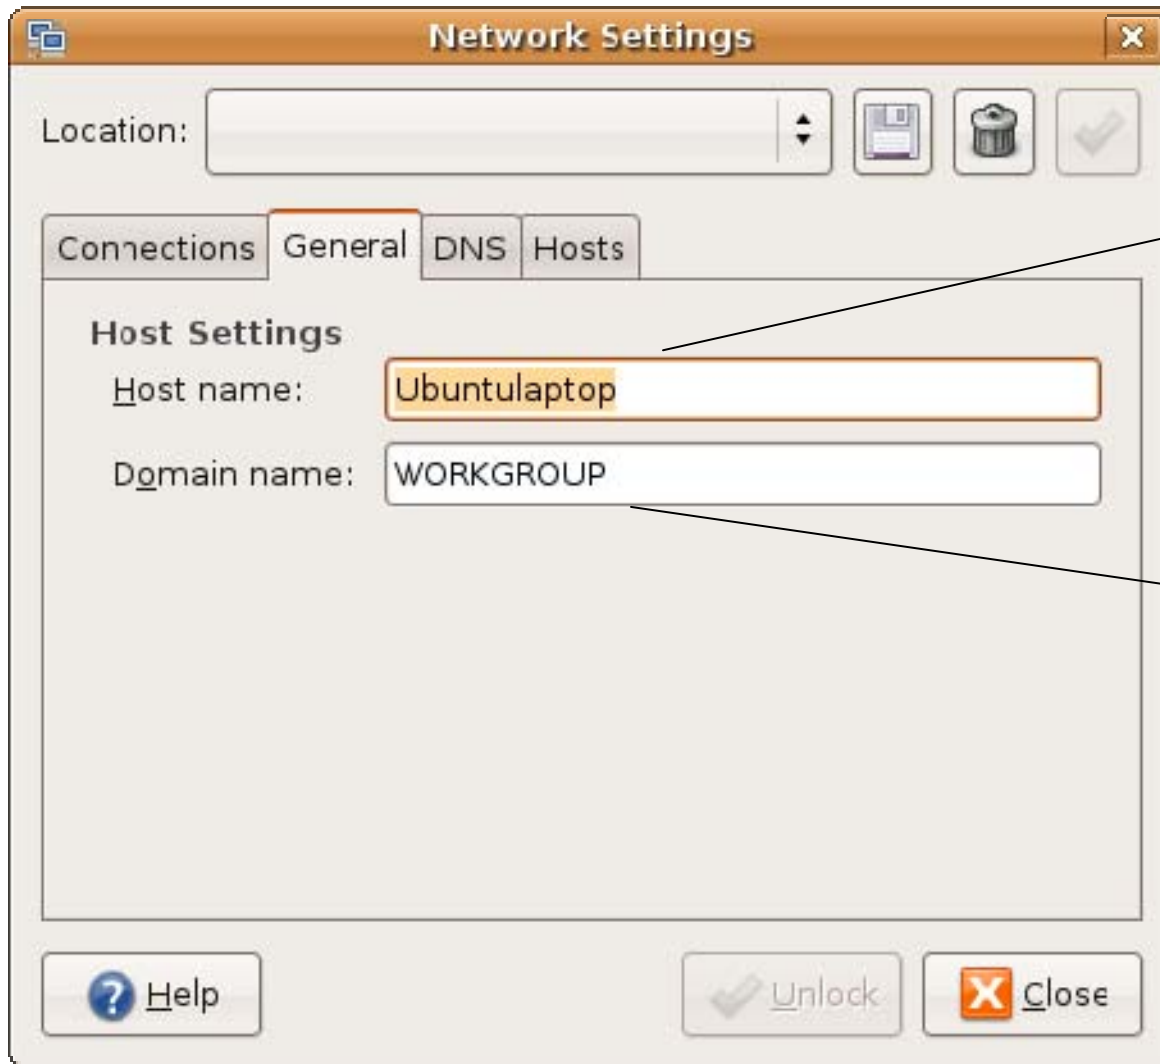 Network Settings
Location:
Connections General DNS Hosts
Host Settings
Host name: Ubuntulaptop
Domain name: WORKGROUP
Help Unlock Close